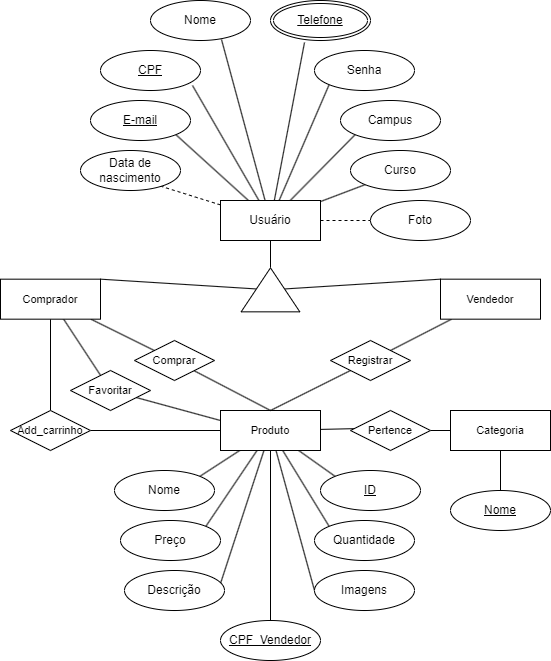 Nome
Telefone
CPF
Senha
E-mail
Campus
Data de
nascimento
Curso
Usuário
Foto
Comprador
Vendedor
Comprar
Registrar
Favoritar
Add_carrinho
Produto
Pertence
Categoria
Nome
ID
Nome
Preço
Quantidade
Descrição
Imagens
CPF_Vendedor